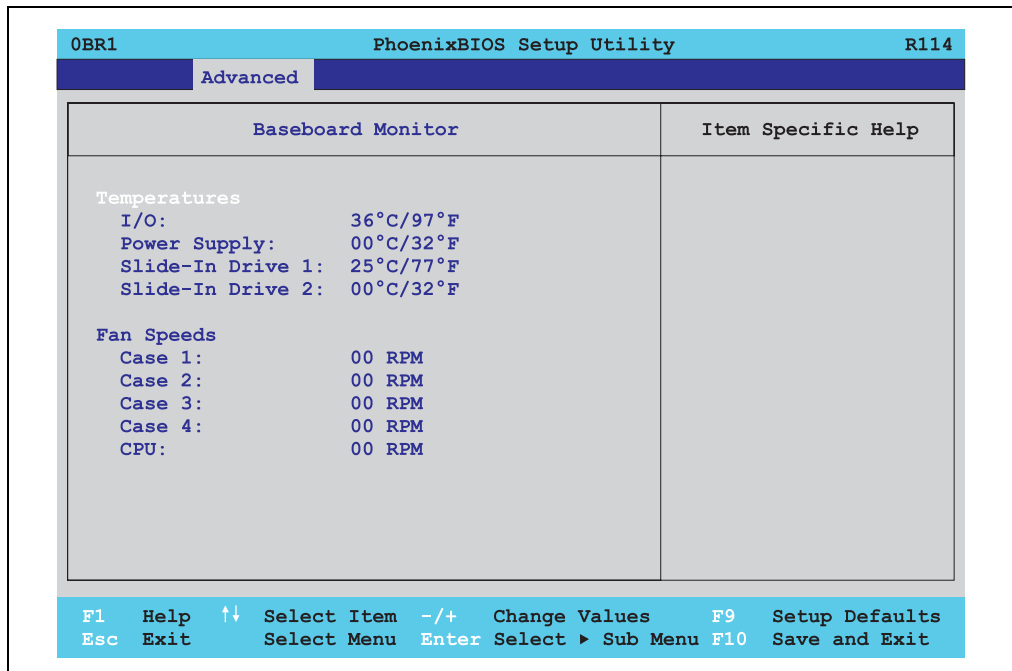 0BR1 PhoenixBIOS Setup Utility R114
Advanced
Baseboard Monitor Item Specific Help
Temperatures
I/O: 36°C/97°F
Power Supply: 00°C/32°F
Slide-In Drive 1: 25°C/77°F
Slide-In Drive 2: 00°C/32°F
Fan Speeds
Case 1: 00 RPM
Case 2: 00 RPM
Case 3: 00 RPM
Case 4: 00 RPM
CPU: 00 RPM
F1 Help ↑↓ Select Item -/+ Change Values F9 Setup Defaults
Esc Exit Select Menu Enter Select ▶ Sub Menu F10 Save and Exit